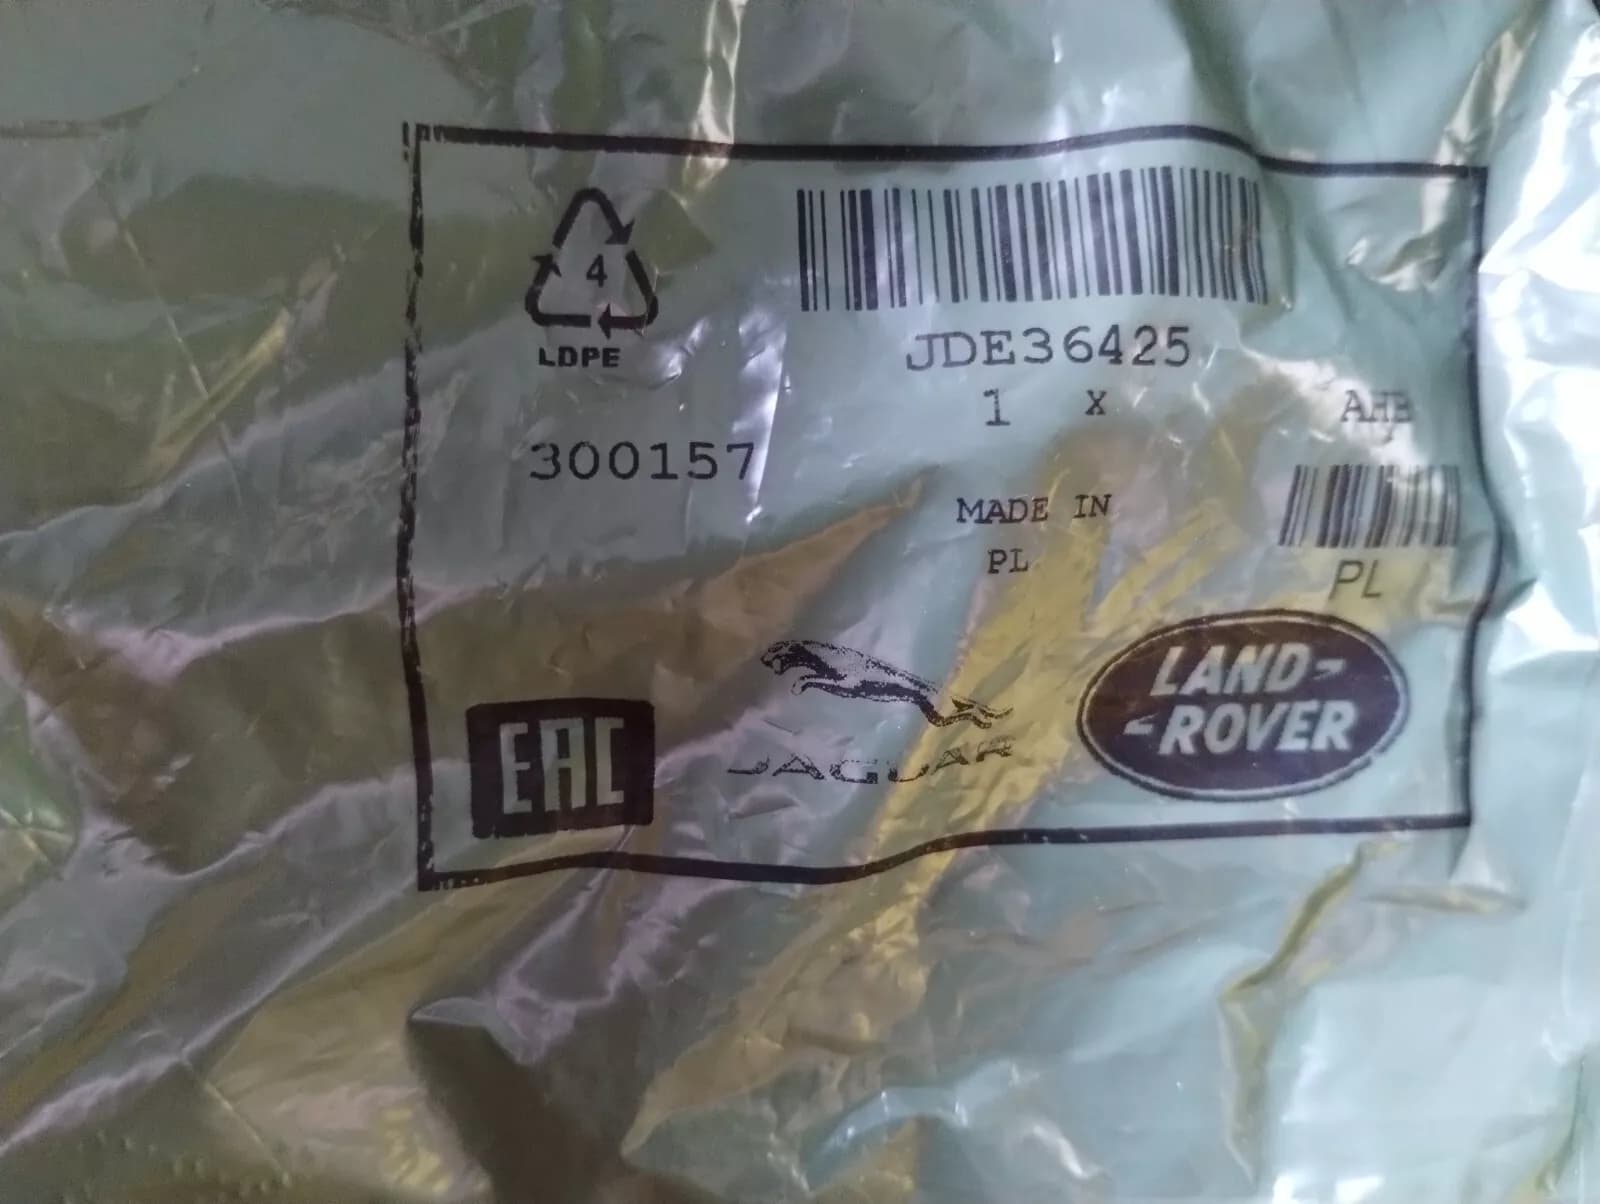 4
LDPE
JDE36425
1 x AHB
300157
MADE IN
PL
PL
EAC
JAGUAR
LAND-
-ROVER